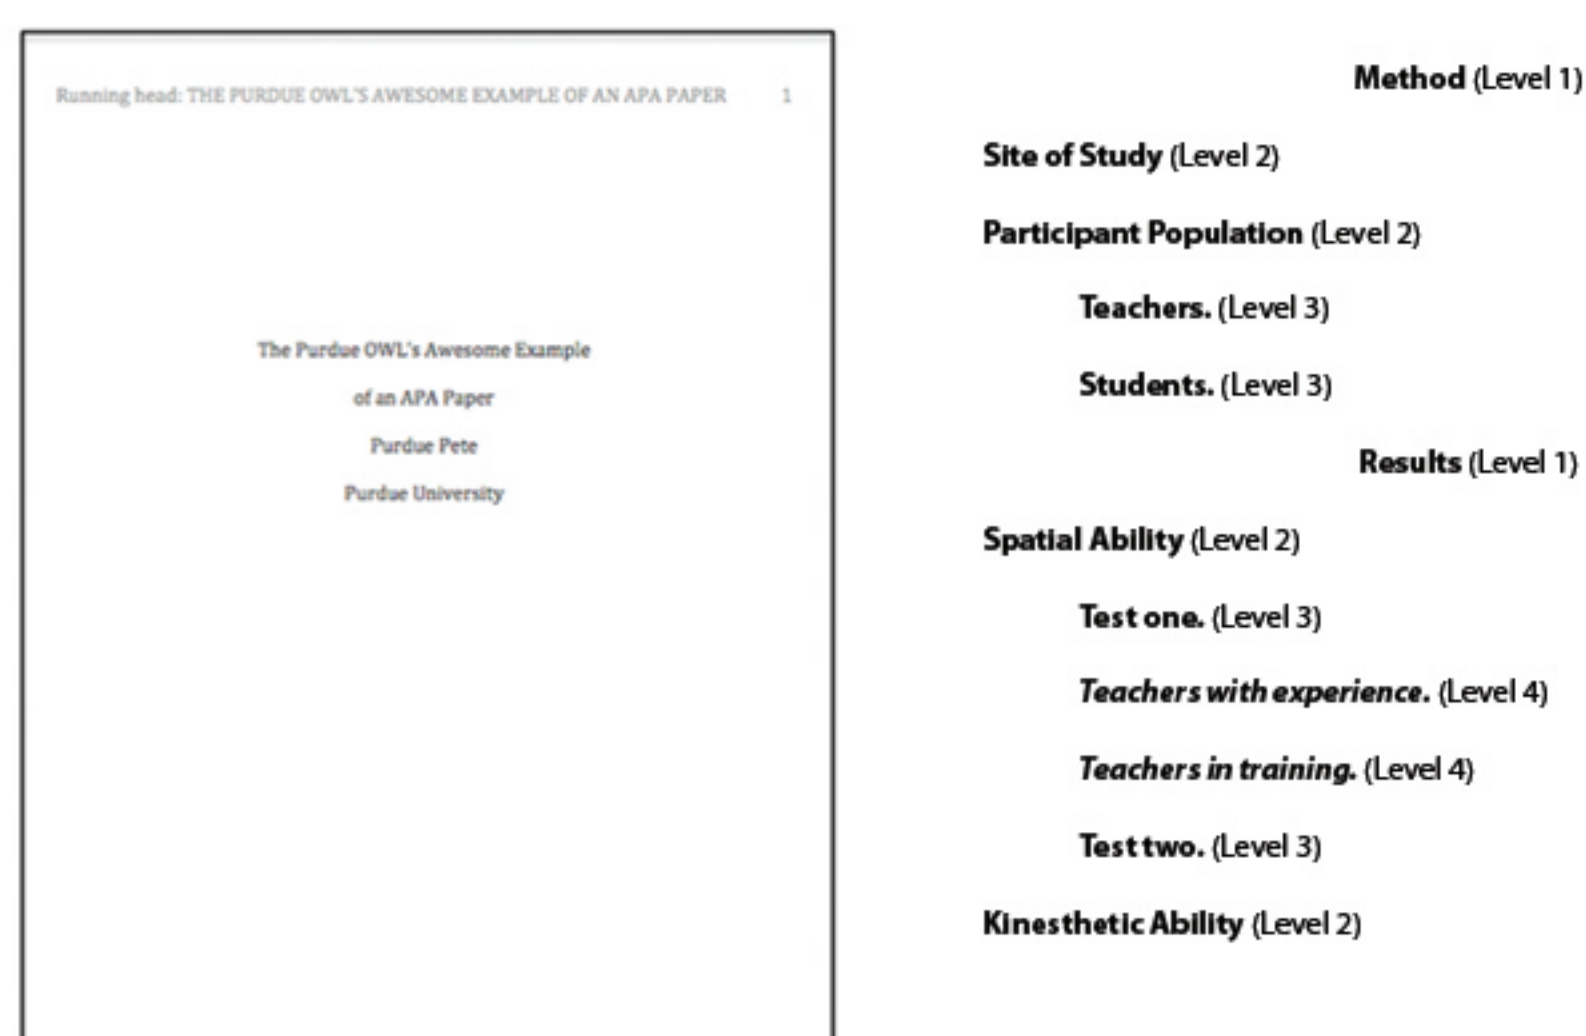 Running head: THE PURDUE OWL'S AWESOME EXAMPLE OF AN APA PAPER 1
The Purdue OWL's Awesome Example
of an APA Paper
Purdue Pete
Purdue University
Method (Level 1)
Site of Study (Level 2)
Participant Population (Level 2)
Teachers. (Level 3)
Students. (Level 3)
Results (Level 1)
Spatial Ability (Level 2)
Test one. (Level 3)
Teachers with experience. (Level 4)
Teachers in training. (Level 4)
Test two. (Level 3)
Kinesthetic Ability (Level 2)